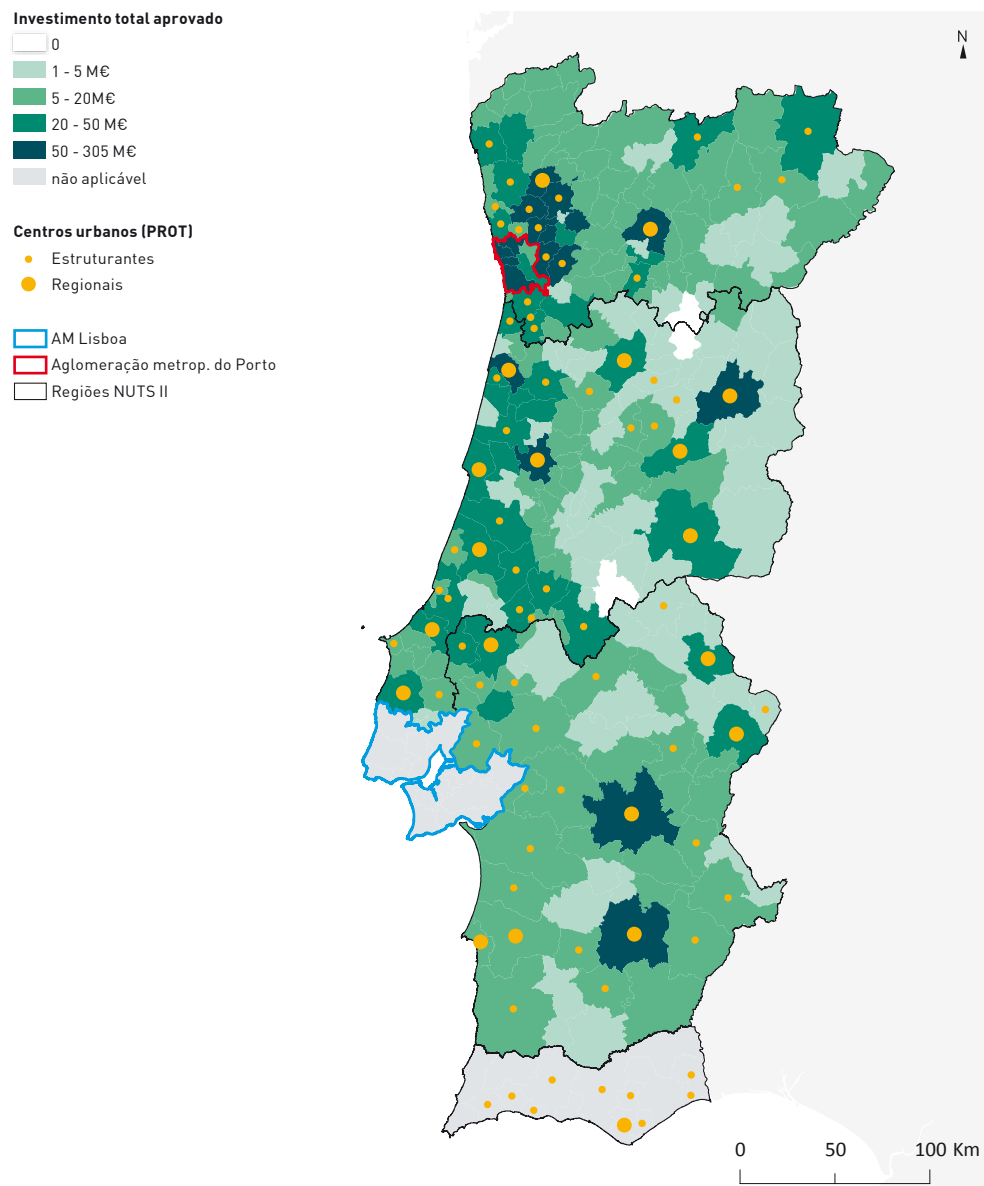 Investimento total aprovado
0
1 - 5 M€
5 - 20M€
20 - 50 M€
50 - 305 M€
não aplicável
Centros urbanos (PROT)
Estruturantes
Regionais
AM Lisboa
Aglomeração metrop. do Porto
Regiões NUTS II
N
0 50 100 Km